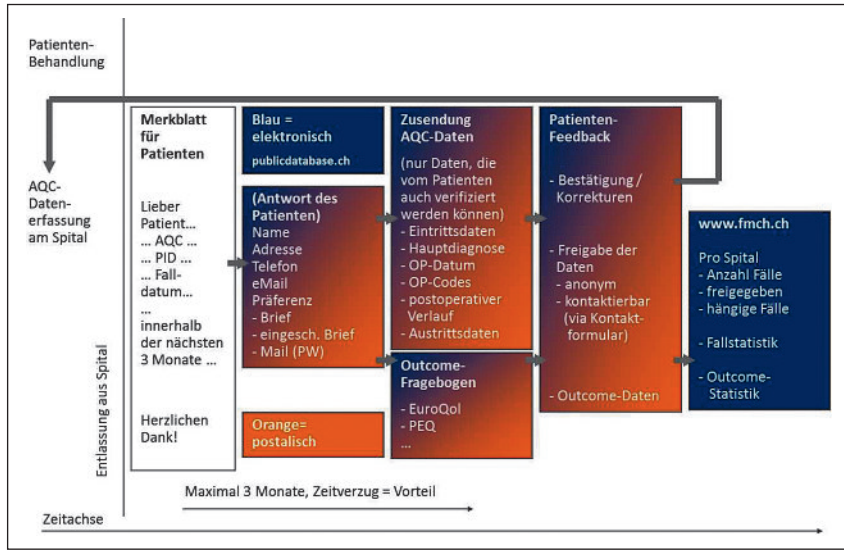 Patienten-
Behandlung
AQC-
Daten-
erfassung
am Spital
Entlassung aus Spital
Merkblatt
für
Patienten
Lieber
Patient...
... AQC ...
... PID ...
... Fall-
datum...
...
innerhalb
der nächsten
3 Monate ...
Herzlichen
Dank!
Blau =
elektronisch
publicdatabase.ch
(Antwort des
Patienten)
Name
Adresse
Telefon
eMail
Präferenz
- Brief
- eingesch. Brief
- Mail (PW)
Orange=
postalisch
Zusendung
AQC-Daten
(nur Daten, die
vom Patienten
auch verifiziert
werden können)
- Eintrittsdaten
- Hauptdiagnose
- OP-Datum
- OP-Codes
- postoperativer
Verlauf
- Austrittsdaten
Outcome-
Fragebogen
- EuroQol
- PEQ
...
Patienten-
Feedback
- Bestätigung /
Korrekturen
- Freigabe der
Daten
- anonym
- kontaktierbar
(via Kontakt-
formular)
- Outcome-Daten
www.fmch.ch
Pro Spital
- Anzahl Fälle
- freigegeben
- hängige Fälle
- Fallstatistik
- Outcome-
Statistik
Maximal 3 Monate, Zeitverzug = Vorteil
Zeitachse